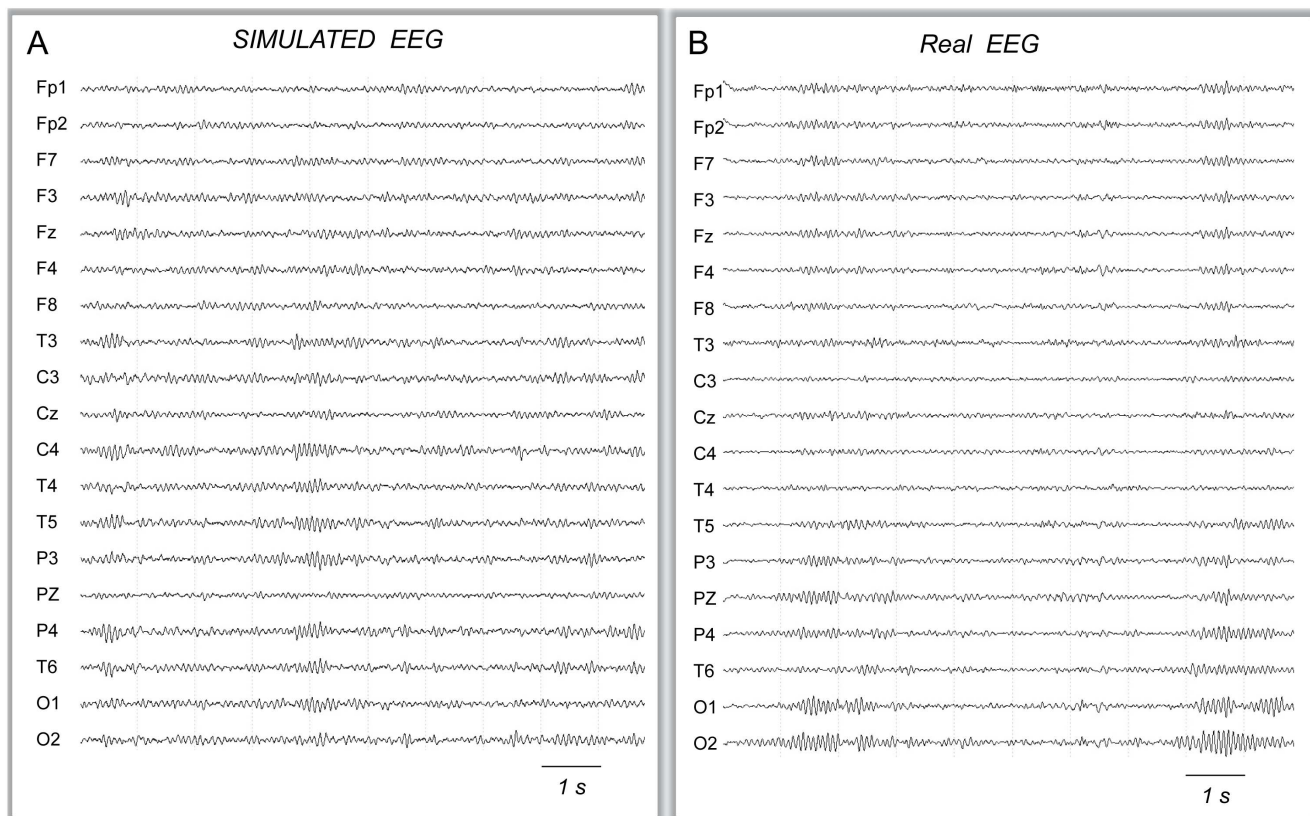 A
SIMULATED EEG
Fp1
Fp2
F7
F3
Fz
F4
F8
T3
C3
Cz
C4
T4
T5
P3
PZ
P4
T6
O1
O2
1 s
B
Real EEG
Fp1
Fp2
F7
F3
Fz
F4
F8
T3
C3
Cz
C4
T4
T5
P3
PZ
P4
T6
O1
O2
1 s